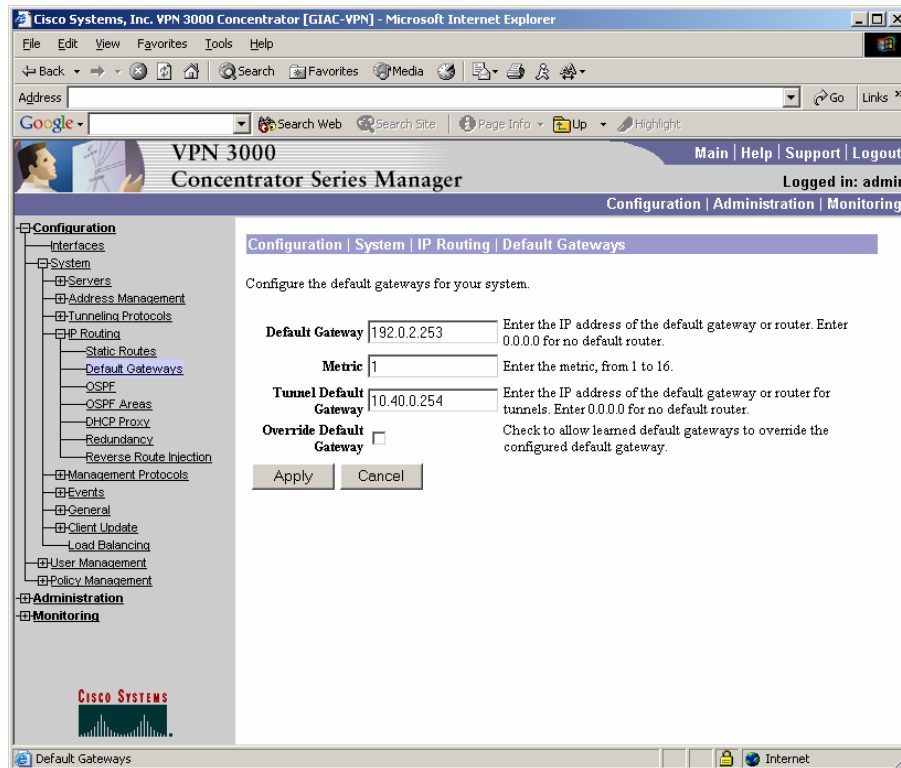 Cisco Systems, Inc. VPN 3000 Concentrator [GIAC-VPN] - Microsoft Internet Explorer
File Edit View Favorites Tools Help
Back Search Favorites Media
Address Go Links »
Google Search Web Search Site Page Info Up Highlight
VPN 3000
Concentrator Series Manager
Main | Help | Support | Logout
Logged in: admin
Configuration | Administration | Monitoring
Configuration
Interfaces
System
Servers
Address Management
Tunneling Protocols
IP Routing
Static Routes
Default Gateways
OSPF
OSPF Areas
DHCP Proxy
Redundancy
Reverse Route Injection
Management Protocols
Events
General
Client Update
Load Balancing
User Management
Policy Management
Administration
Monitoring
CISCO SYSTEMS
Configuration | System | IP Routing | Default Gateways
Configure the default gateways for your system.
Default Gateway 192.0.2.253 Enter the IP address of the default gateway or router. Enter
0.0.0.0 for no default router.
Metric 1 Enter the metric, from 1 to 16.
Tunnel Default
Gateway 10.40.0.254 Enter the IP address of the default gateway or router for
tunnels. Enter 0.0.0.0 for no default router.
Override Default
Gateway Check to allow learned default gateways to override the
configured default gateway.
Apply Cancel
Default Gateways Internet